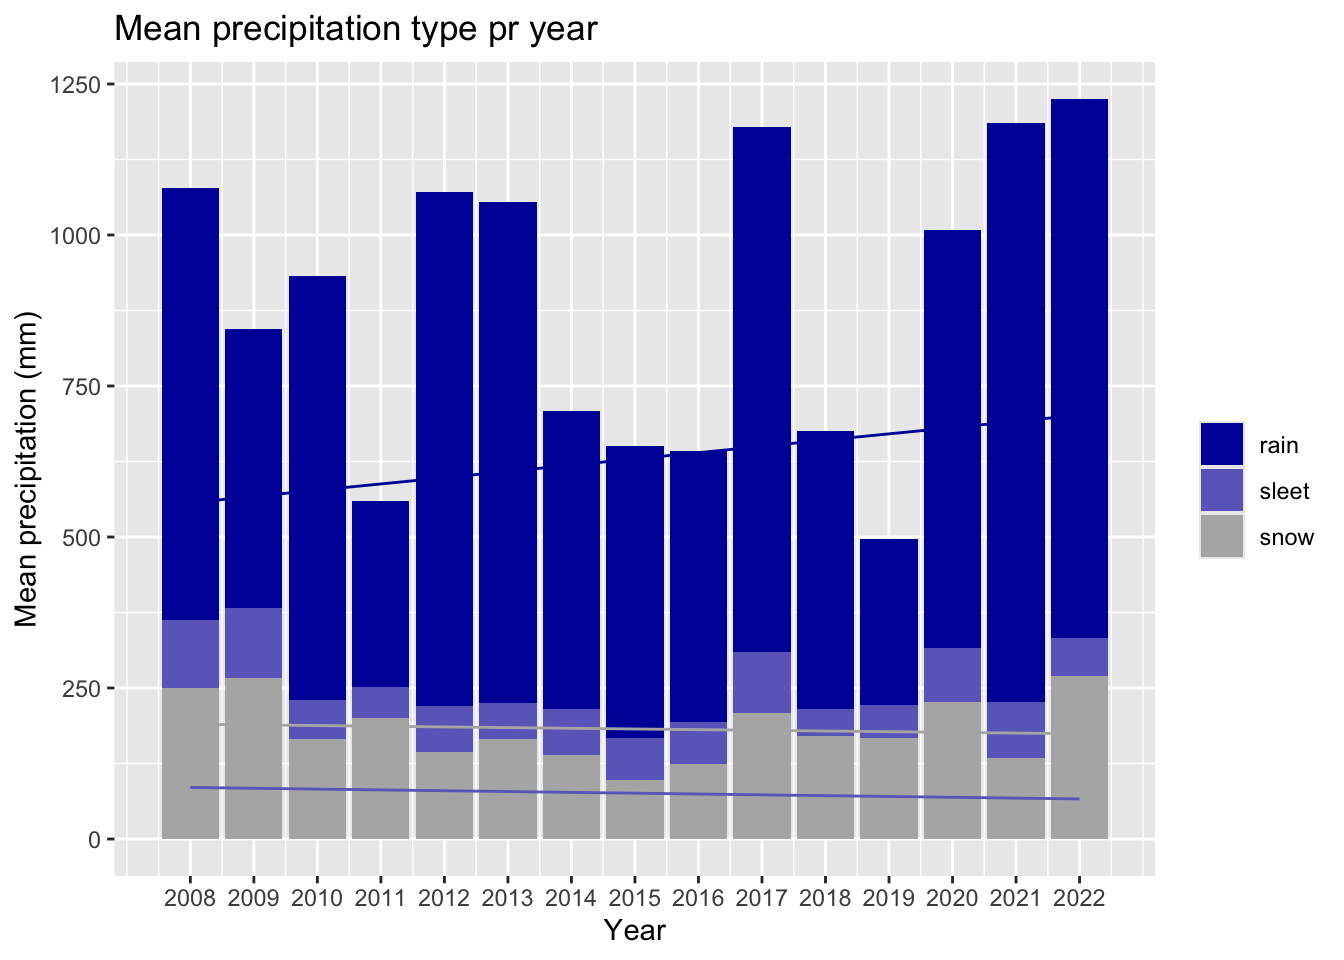 Mean precipitation type pr year
Mean precipitation (mm)
1250
1000
750
500
250
0
2008 2009 2010 2011 2012 2013 2014 2015 2016 2017 2018 2019 2020 2021 2022
Year
rain
sleet
snow